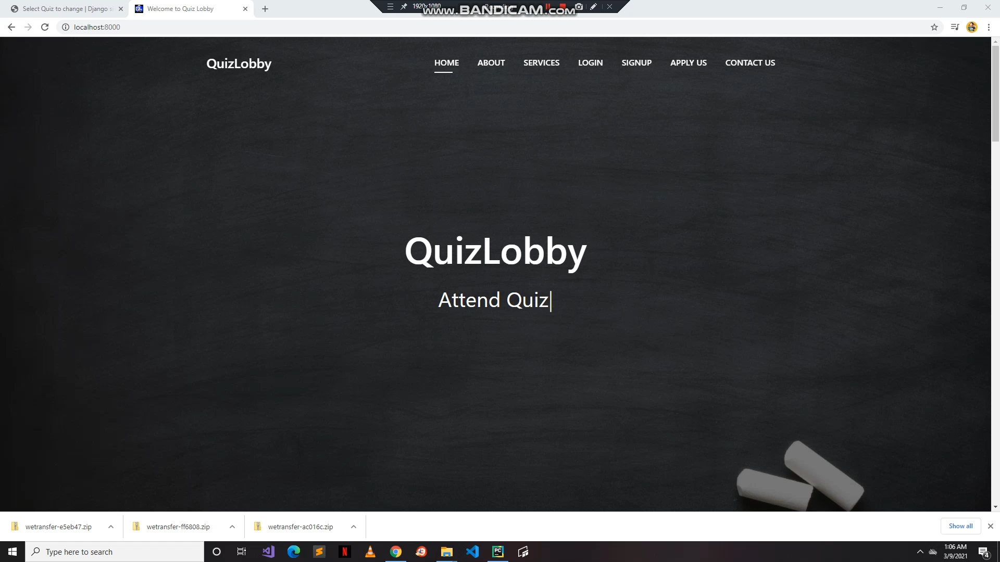 Select Quiz to change | Django s
Welcome to Quiz Lobby
1920x1080
www.BANDICAM.com
localhost:8000
QuizLobby
HOME
ABOUT
SERVICES
LOGIN
SIGNUP
APPLY US
CONTACT US
QuizLobby
Attend Quiz|
wetransfer-e5eb47.zip
wetransfer-ff6808.zip
wetransfer-ac016c.zip
Show all
Type here to search
PC
1:06 AM
3/9/2021
4